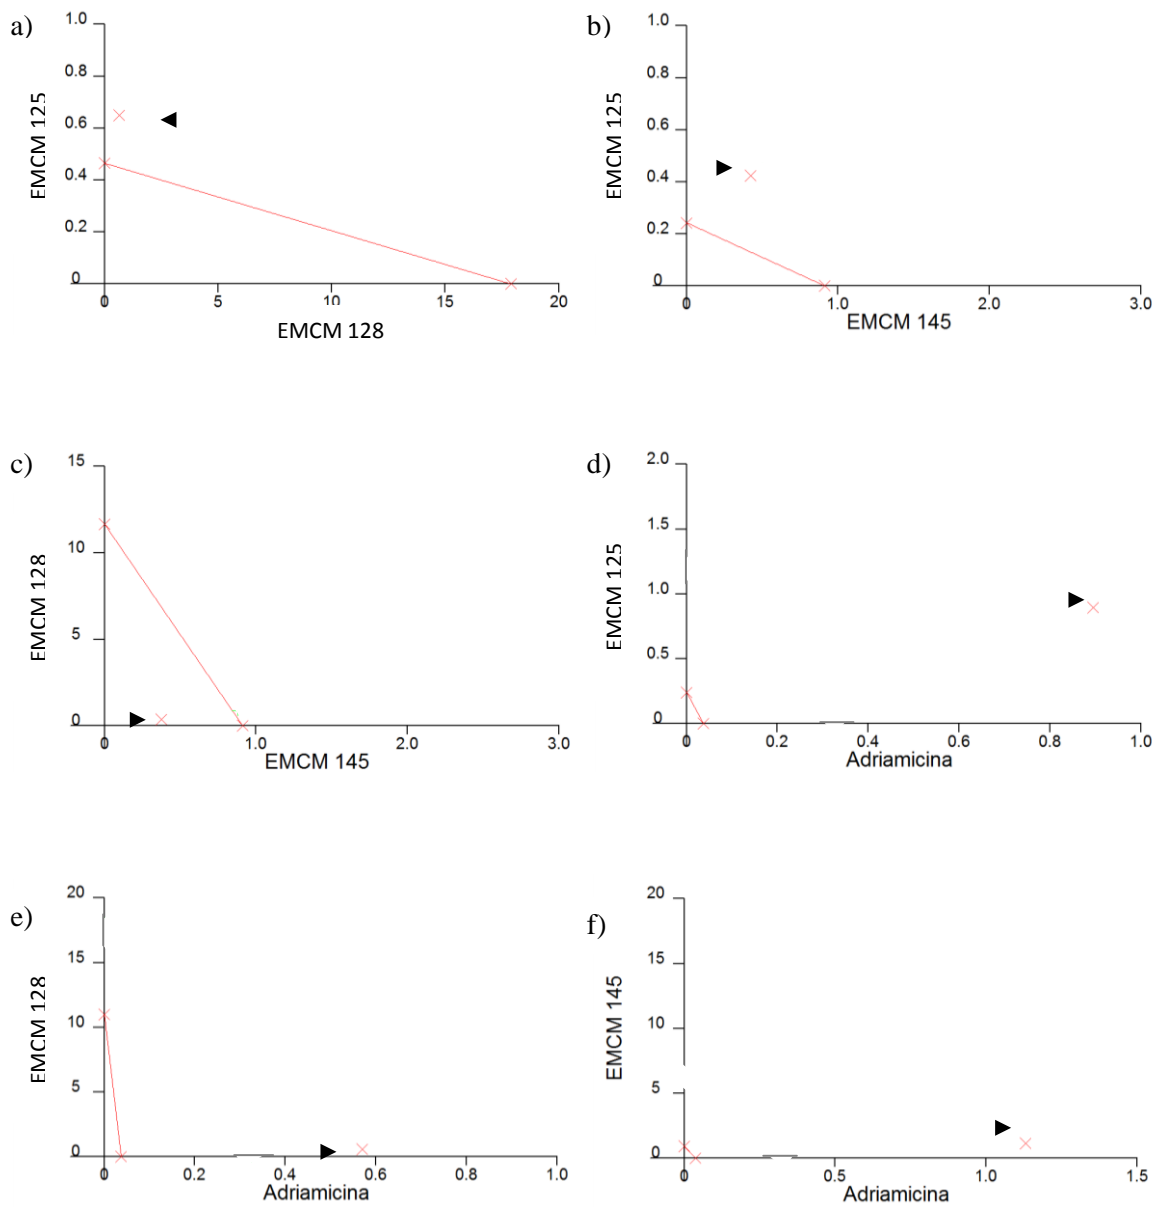 a)
1.0
0.8
0.6
0.4
0.2
0
EMCM 125
0 5 10 15 20
EMCM 128
b)
1.0
0.8
0.6
0.4
0.2
0
EMCM 125
0 1.0 2.0 3.0
EMCM 145
c)
15
10
5
0
EMCM 128
0 1.0 2.0 3.0
EMCM 145
d)
2.0
1.5
1.0
0.5
0
EMCM 125
0 0.2 0.4 0.6 0.8 1.0
Adriamicina
e)
20
15
10
5
0
EMCM 128
0 0.2 0.4 0.6 0.8 1.0
Adriamicina
f)
20
15
10
5
0
EMCM 145
0 0.5 1.0 1.5
Adriamicina